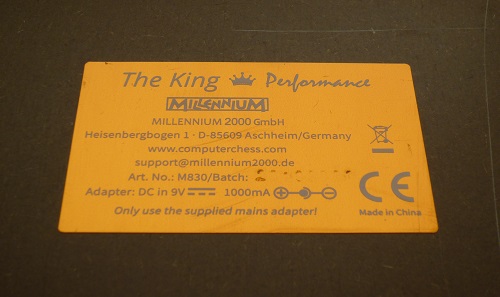 The King Performance
MILLENNIUM
MILLENNIUM 2000 GmbH
Heisenbergbogen 1 · D-85609 Aschheim/Germany
www.computerchess.com
support@millennium2000.de
Art. No.: M830/Batch:
Adapter: DC in 9V 1000mA
CE
Only use the supplied mains adapter!
Made in China